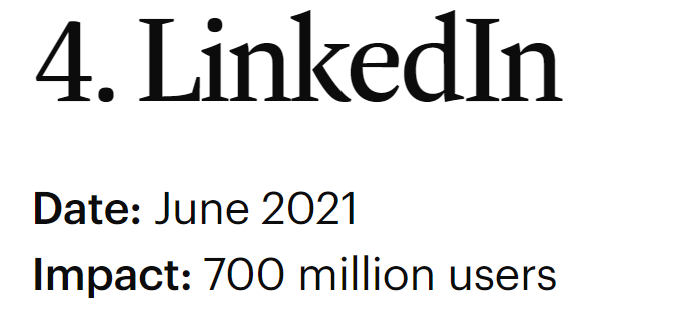 4. LinkedIn
Date: June 2021
Impact: 700 million users